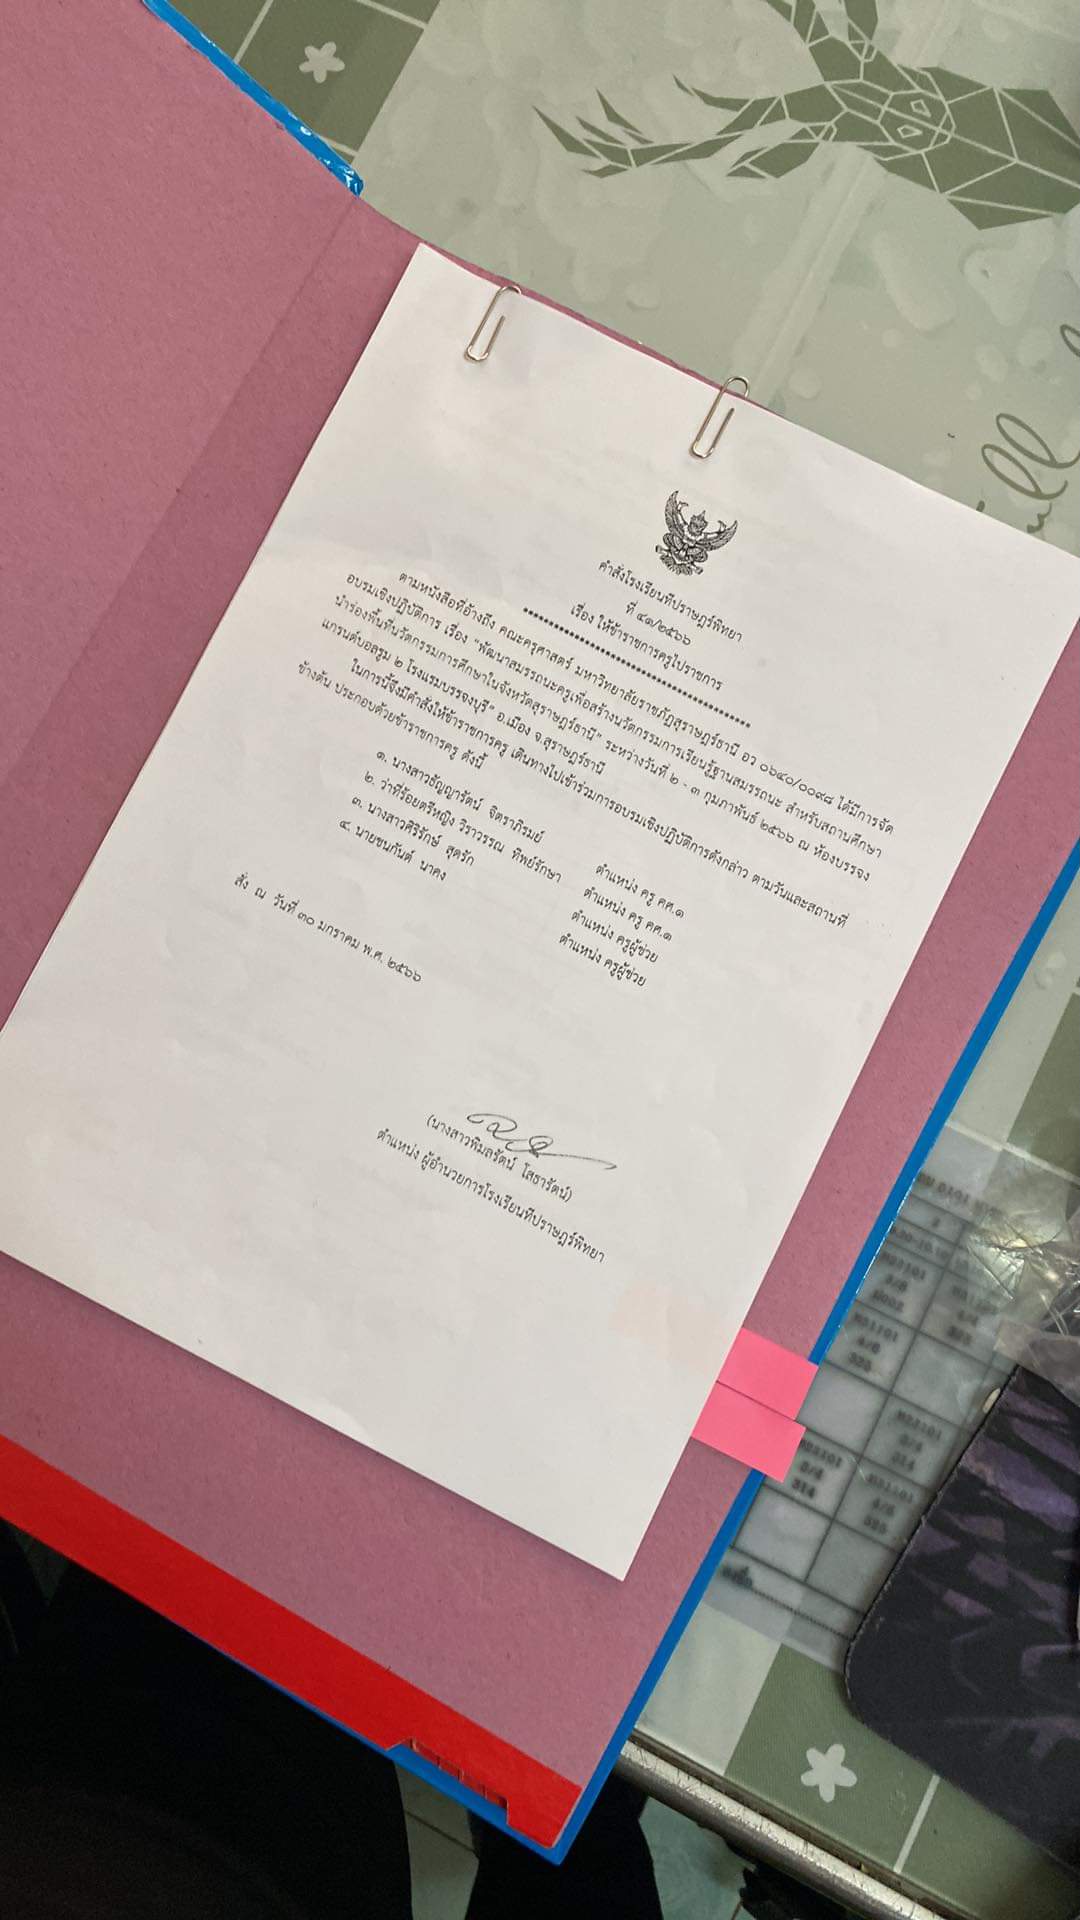 คำสั่งโรงเรียนทีปราษฎร์พิทยา
ที่ ๔๑/๒๕๖๖
เรื่อง ให้ข้าราชการครูไปราชการ
****************************************
ตามหนังสือที่อ้างถึง คณะครุศาสตร์ มหาวิทยาลัยราชภัฏสุราษฎร์ธานี อว ๐๖๔๐/๐๐๙๘ ได้มีการจัด
อบรมเชิงปฏิบัติการ เรื่อง "พัฒนาสมรรถนะครูเพื่อสร้างนวัตกรรมการเรียนรู้ฐานสมรรถนะ สำหรับสถานศึกษา
นำร่องพื้นที่นวัตกรรมการศึกษาในจังหวัดสุราษฎร์ธานี" ระหว่างวันที่ ๒ - ๓ กุมภาพันธ์ ๒๕๖๖ ณ ห้องบรรจง
แกรนด์บอลรูม ๒ โรงแรมบรรจงบุรี" อ.เมือง จ.สุราษฎร์ธานี
ในการนี้จึงมีคำสั่งให้ข้าราชการครู เดินทางไปเข้าร่วมการอบรมเชิงปฏิบัติการดังกล่าว ตามวันและสถานที่
ข้างต้น ประกอบด้วยข้าราชการครู ดังนี้
๑. นางสาวธัญญารัตน์ จิตราภิรมย์ ตำแหน่ง ครู คศ.๑
๒. ว่าที่ร้อยตรีหญิง วิราวรรณ ทิพย์รักษา ตำแหน่ง ครู คศ.๑
๓. นางสาวศิริรักษ์ สุดรัก ตำแหน่ง ครูผู้ช่วย
๔. นายชนกันต์ นาคง ตำแหน่ง ครูผู้ช่วย
สั่ง ณ วันที่ ๓๐ มกราคม พ.ศ. ๒๕๖๖
(นางสาวพิมลรัตน์ โสธารัตน์)
ตำแหน่ง ผู้อำนวยการโรงเรียนทีปราษฎร์พิทยา